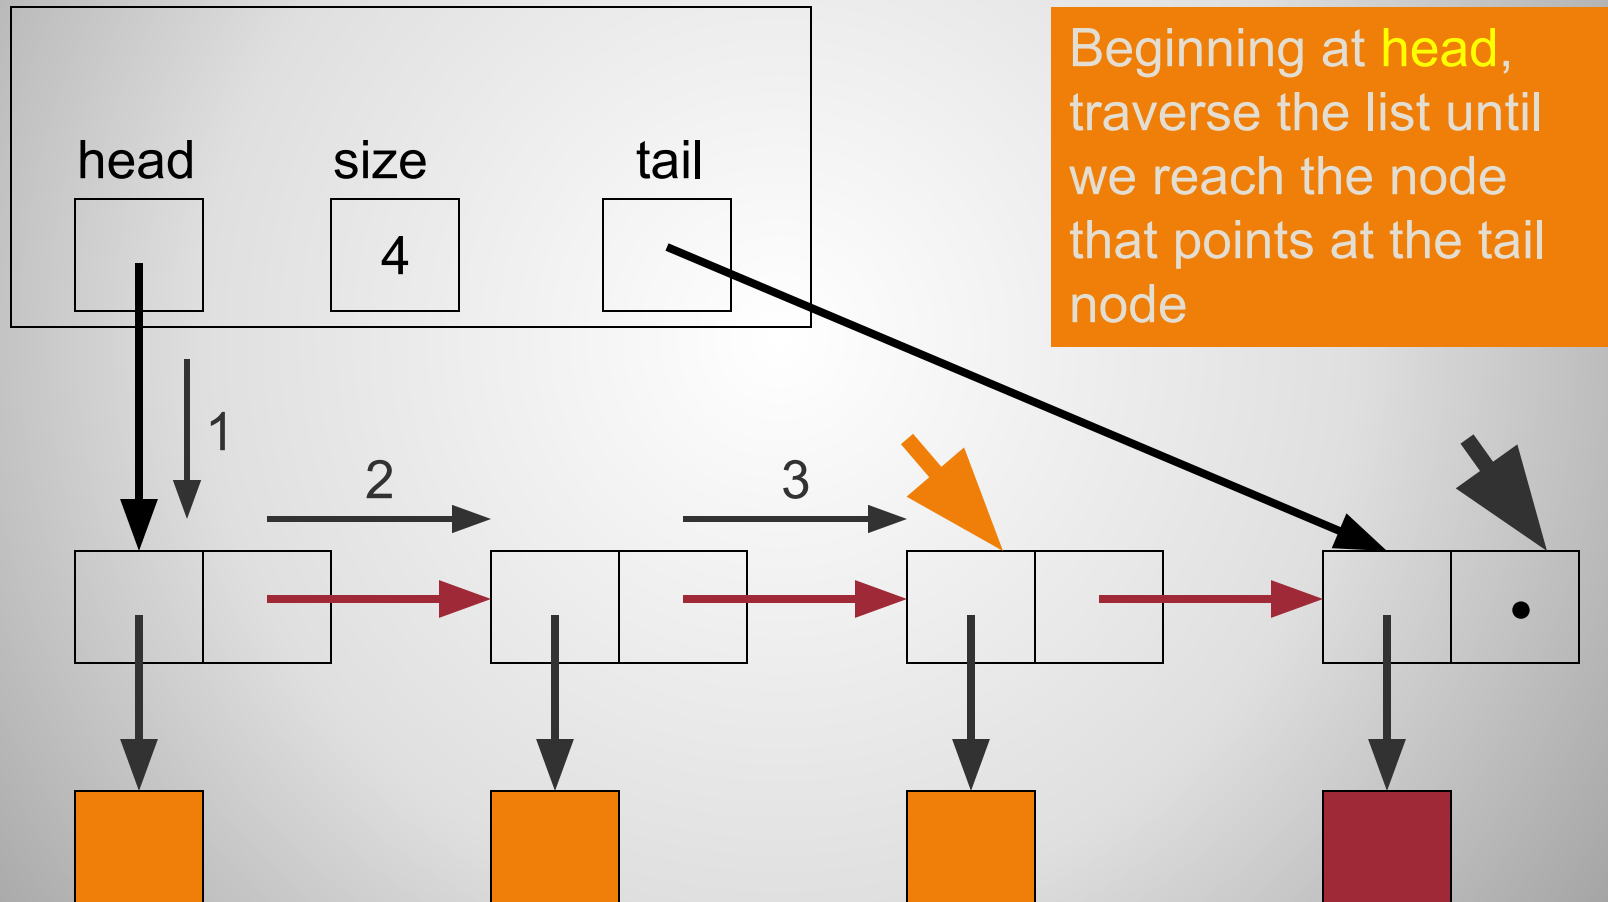 head size tail
4
Beginning at head,
traverse the list until
we reach the node
that points at the tail
node
1
2 3